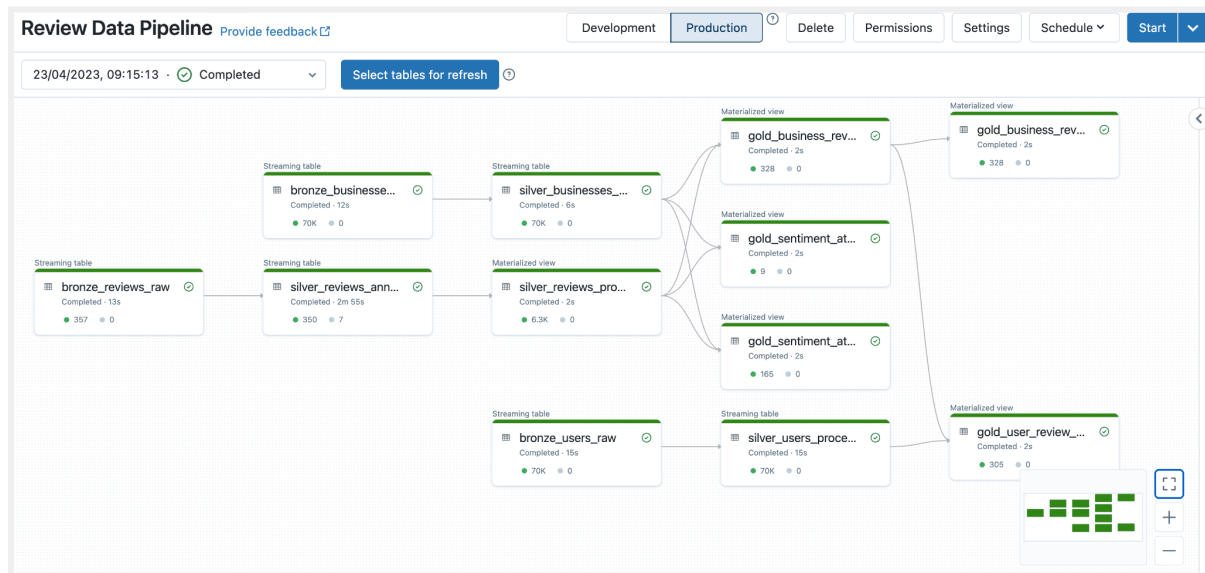 Review Data Pipeline Provide feedback
Development Production ? Delete Permissions Settings Schedule Start
23/04/2023, 09:15:13 · Completed
Select tables for refresh ?
Materialized view
gold_business_rev...
Completed · 2s
328 0
Materialized view
gold_business_rev...
Completed · 2s
328 0
Streaming table
bronze_businesse...
Completed · 12s
70K 0
Streaming table
silver_businesses_...
Completed · 6s
70K 0
Materialized view
gold_sentiment_at...
Completed · 2s
9 0
Streaming table
bronze_reviews_raw
Completed · 13s
357 0
Streaming table
silver_reviews_ann...
Completed · 2m 55s
350 7
Materialized view
silver_reviews_pro...
Completed · 2s
6.3K 0
Materialized view
gold_sentiment_at...
Completed · 2s
165 0
Streaming table
bronze_users_raw
Completed · 15s
70K 0
Streaming table
silver_users_proce...
Completed · 15s
70K 0
Materialized view
gold_user_review_...
Completed · 2s
305 0